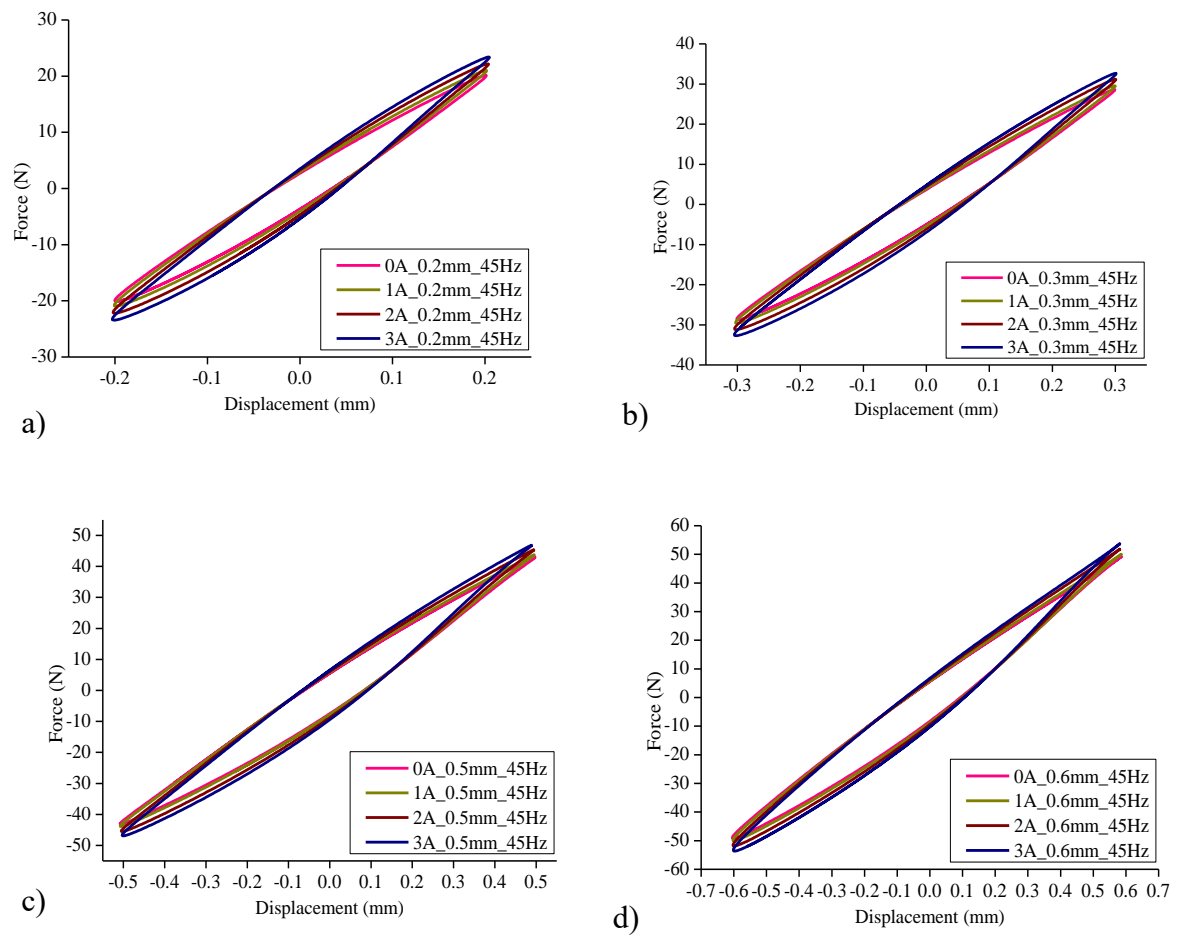 30
20
10
0
-10
-20
-30
Force (N)
-0.2 -0.1 0.0 0.1 0.2
Displacement (mm)
0A_0.2mm_45Hz
1A_0.2mm_45Hz
2A_0.2mm_45Hz
3A_0.2mm_45Hz
a)
40
30
20
10
0
-10
-20
-30
-40
Force (N)
-0.3 -0.2 -0.1 0.0 0.1 0.2 0.3
Displacement (mm)
0A_0.3mm_45Hz
1A_0.3mm_45Hz
2A_0.3mm_45Hz
3A_0.3mm_45Hz
b)
50
40
30
20
10
0
-10
-20
-30
-40
-50
Force (N)
-0.5 -0.4 -0.3 -0.2 -0.1 0.0 0.1 0.2 0.3 0.4 0.5
Displacement (mm)
0A_0.5mm_45Hz
1A_0.5mm_45Hz
2A_0.5mm_45Hz
3A_0.5mm_45Hz
c)
60
50
40
30
20
10
0
-10
-20
-30
-40
-50
-60
Force (N)
-0.7 -0.6 -0.5 -0.4 -0.3 -0.2 -0.1 0.0 0.1 0.2 0.3 0.4 0.5 0.6 0.7
Displacement (mm)
0A_0.6mm_45Hz
1A_0.6mm_45Hz
2A_0.6mm_45Hz
3A_0.6mm_45Hz
d)